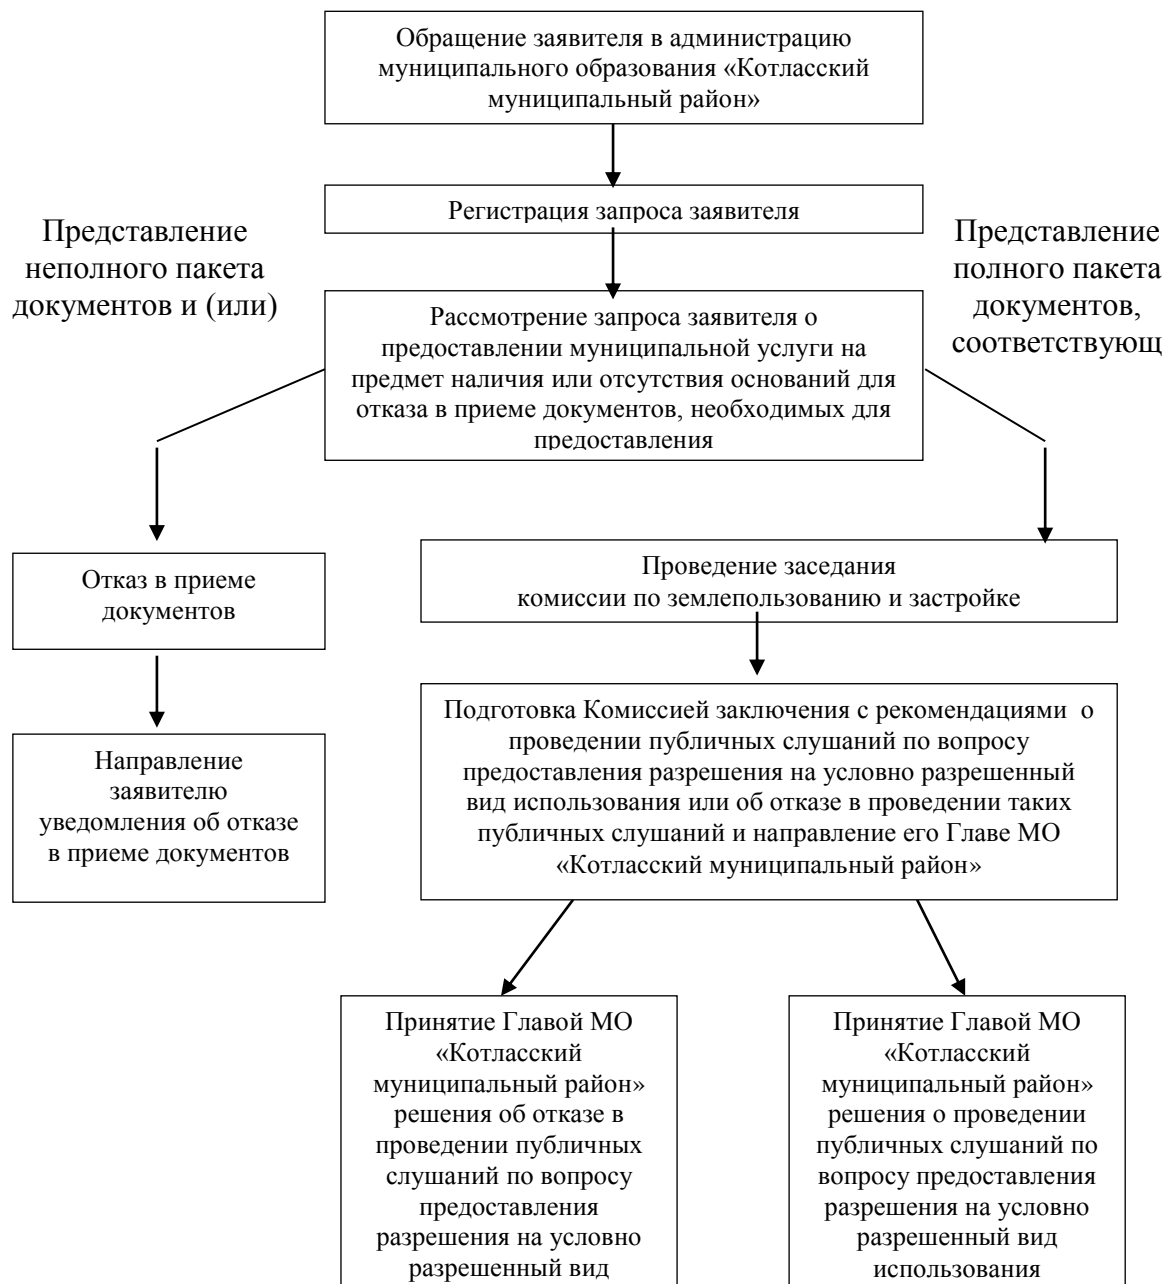 Обращение заявителя в администрацию
муниципального образования «Котласский
муниципальный район»
Регистрация запроса заявителя
Представление
неполного пакета
документов и (или)
Представление
полного пакета
документов,
соответствующ
Рассмотрение запроса заявителя о
предоставлении муниципальной услуги на
предмет наличия или отсутствия оснований для
отказа в приеме документов, необходимых для
предоставления
Отказ в приеме
документов
Проведение заседания
комиссии по землепользованию и застройке
Направление
заявителю
уведомления об отказе
в приеме документов
Подготовка Комиссией заключения с рекомендациями о
проведении публичных слушаний по вопросу
предоставления разрешения на условно разрешенный
вид использования или об отказе в проведении таких
публичных слушаний и направление его Главе МО
«Котласский муниципальный район»
Принятие Главой МО
«Котласский
муниципальный район»
решения об отказе в
проведении публичных
слушаний по вопросу
предоставления
разрешения на условно
разрешенный вид
Принятие Главой МО
«Котласский
муниципальный район»
решения о проведении
публичных слушаний по
вопросу предоставления
разрешения на условно
разрешенный вид
использования